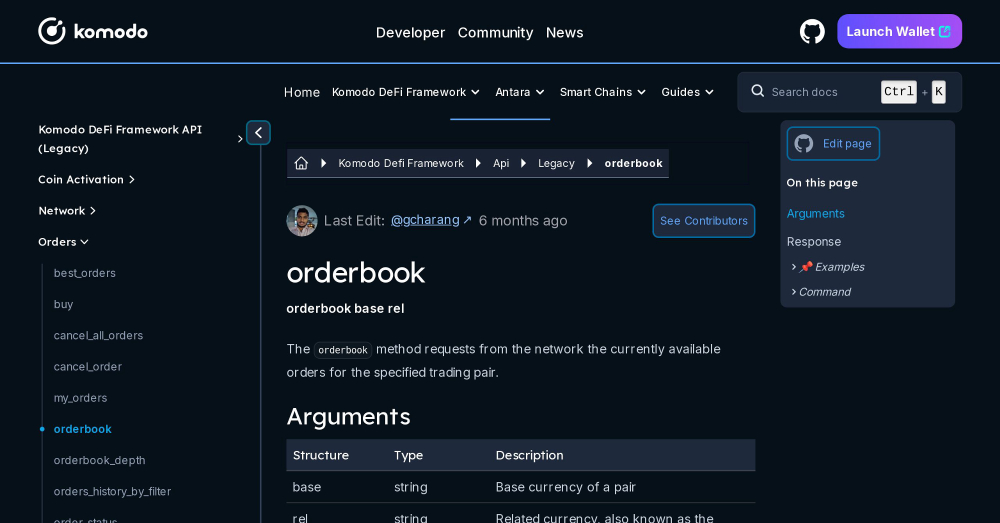 komodo
Developer Community News
Launch Wallet
Home Komodo DeFi Framework Antara Smart Chains Guides
Search docs Ctrl + K
Komodo DeFi Framework API
(Legacy)
Coin Activation
Network
Orders
best_orders
buy
cancel_all_orders
cancel_order
my_orders
orderbook
orderbook_depth
orders_history_by_filter
order_status
Komodo Defi Framework Api Legacy orderbook
Last Edit: @gcharang ↗ 6 months ago
See Contributors
orderbook
orderbook base rel
The orderbook method requests from the network the currently available
orders for the specified trading pair.
Arguments
Structure Type Description
base string Base currency of a pair
rel string Related currency, also known as the
Edit page
On this page
Arguments
Response
📌 Examples
Command